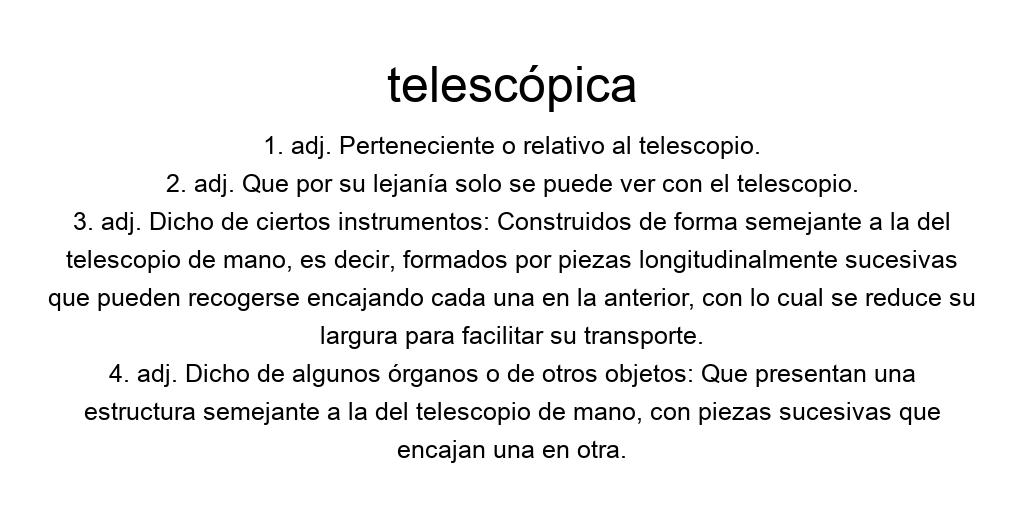 telescópica
1. adj. Perteneciente o relativo al telescopio.
2. adj. Que por su lejanía solo se puede ver con el telescopio.
3. adj. Dicho de ciertos instrumentos: Construidos de forma semejante a la del
telescopio de mano, es decir, formados por piezas longitudinalmente sucesivas
que pueden recogerse encajando cada una en la anterior, con lo cual se reduce su
largura para facilitar su transporte.
4. adj. Dicho de algunos órganos o de otros objetos: Que presentan una
estructura semejante a la del telescopio de mano, con piezas sucesivas que
encajan una en otra.